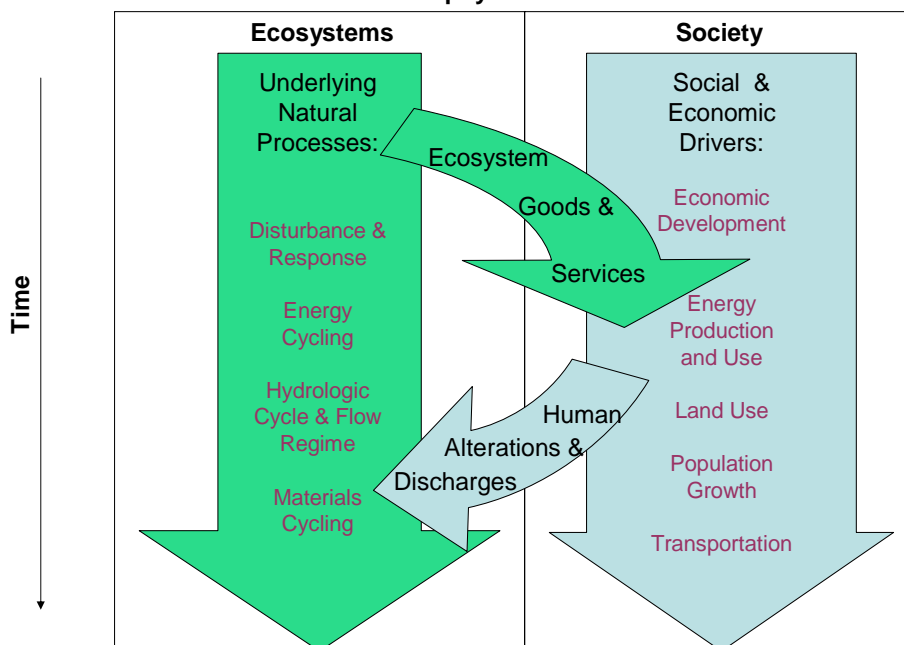 Ecosystems
Society
Time
Underlying
Natural
Processes:
Disturbance &
Response
Energy
Cycling
Hydrologic
Cycle & Flow
Regime
Materials
Cycling
Ecosystem
Goods &
Services
Human
Alterations &
Discharges
Social &
Economic
Drivers:
Economic
Development
Energy
Production
and Use
Land Use
Population
Growth
Transportation